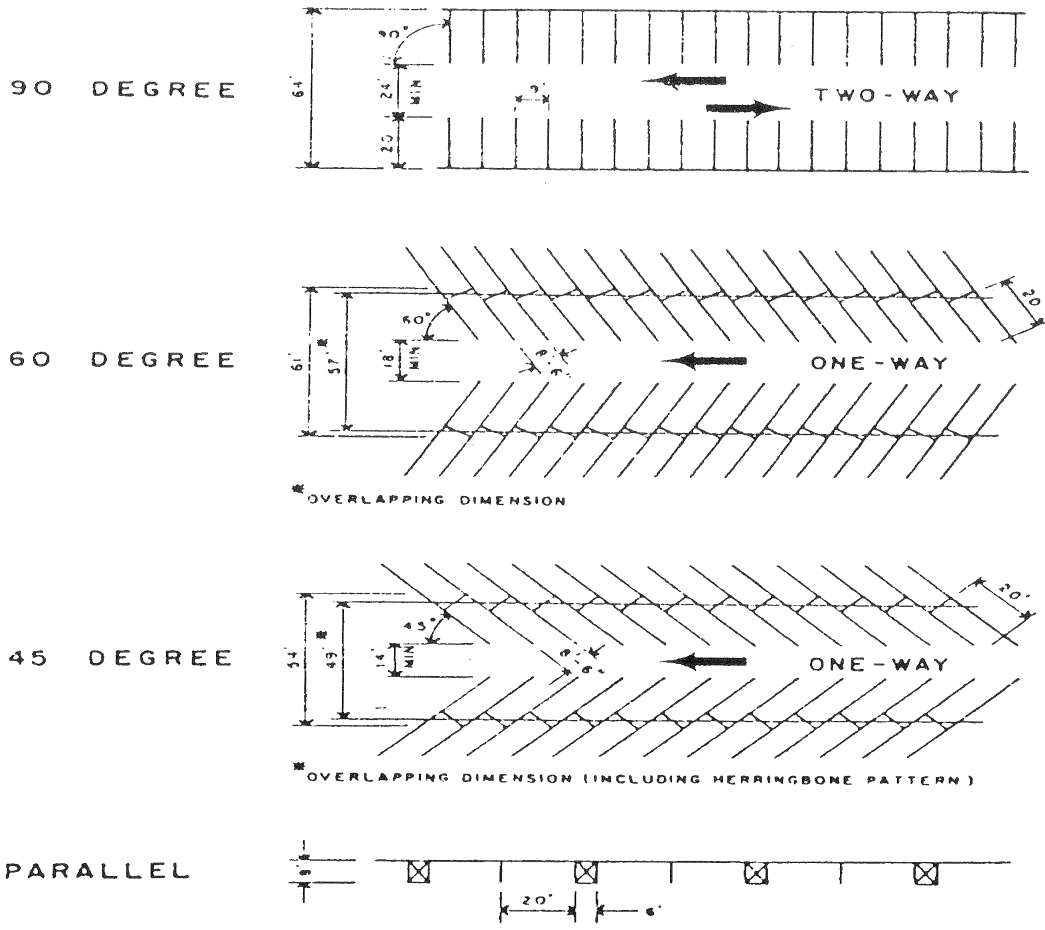 90 DEGREE
64'
90°
24'
MIN
20'
9'
TWO-WAY
60 DEGREE
61'
57' *
60°
18'
MIN
20'
ONE-WAY
*OVERLAPPING DIMENSION
45 DEGREE
54'
49' *
45°
14'
MIN
8'-6"
20'
ONE-WAY
*OVERLAPPING DIMENSION (INCLUDING HERRINGBONE PATTERN)
PARALLEL
9'
20'
6'